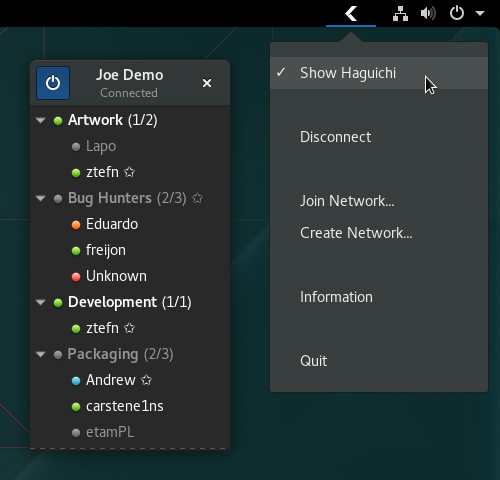 Joe Demo
Connected
Artwork (1/2)
Lapo
ztefn ✩
Bug Hunters (2/3) ✩
Eduardo
freijon
Unknown
Development (1/1)
ztefn ✩
Packaging (2/3)
Andrew ✩
carstene1ns
etamPL
✓ Show Haguichi
Disconnect
Join Network...
Create Network...
Information
Quit